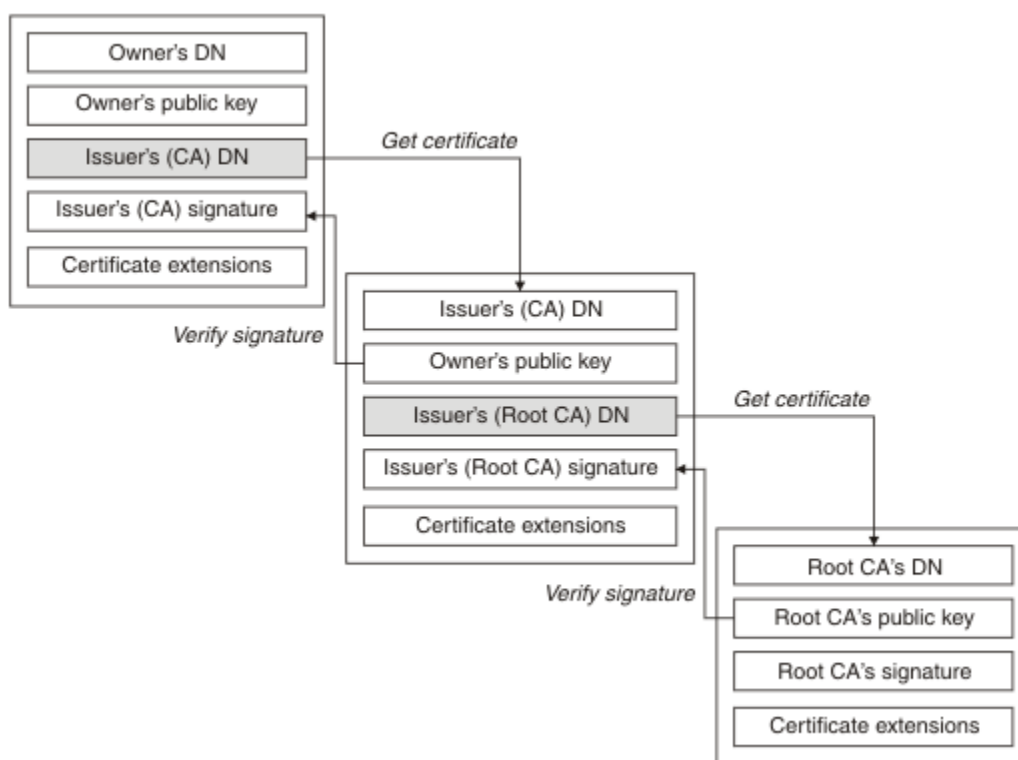 Owner's DN
Owner's public key
Issuer's (CA) DN
Issuer's (CA) signature
Certificate extensions
Get certificate
Verify signature
Issuer's (CA) DN
Owner's public key
Issuer's (Root CA) DN
Issuer's (Root CA) signature
Certificate extensions
Get certificate
Verify signature
Root CA's DN
Root CA's public key
Root CA's signature
Certificate extensions